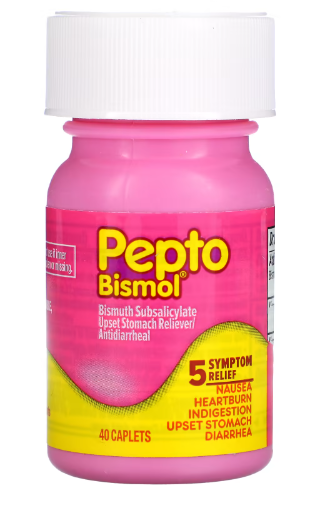 Pepto
Bismol®
Bismuth Subsalicylate
Upset Stomach Reliever/
Antidiarrheal
5 SYMPTOM
RELIEF
NAUSEA
HEARTBURN
INDIGESTION
UPSET STOMACH
DIARRHEA
40 CAPLETS